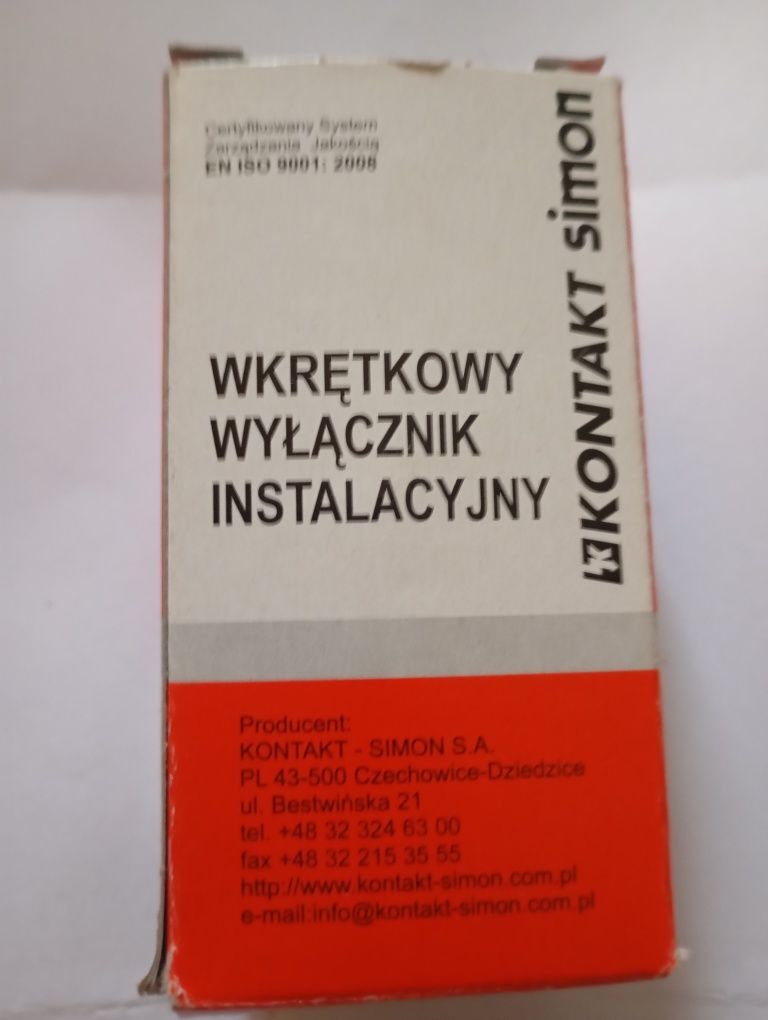 Certyfikowany System
Zarządzania Jakością
EN ISO 9001: 2008
KONTAKT simon
WKRĘTKOWY
WYŁĄCZNIK
INSTALACYJNY
Producent:
KONTAKT - SIMON S.A.
PL 43-500 Czechowice-Dziedzice
ul. Bestwińska 21
tel. +48 32 324 63 00
fax +48 32 215 35 55
http://www.kontakt-simon.com.pl
e-mail:info@kontakt-simon.com.pl